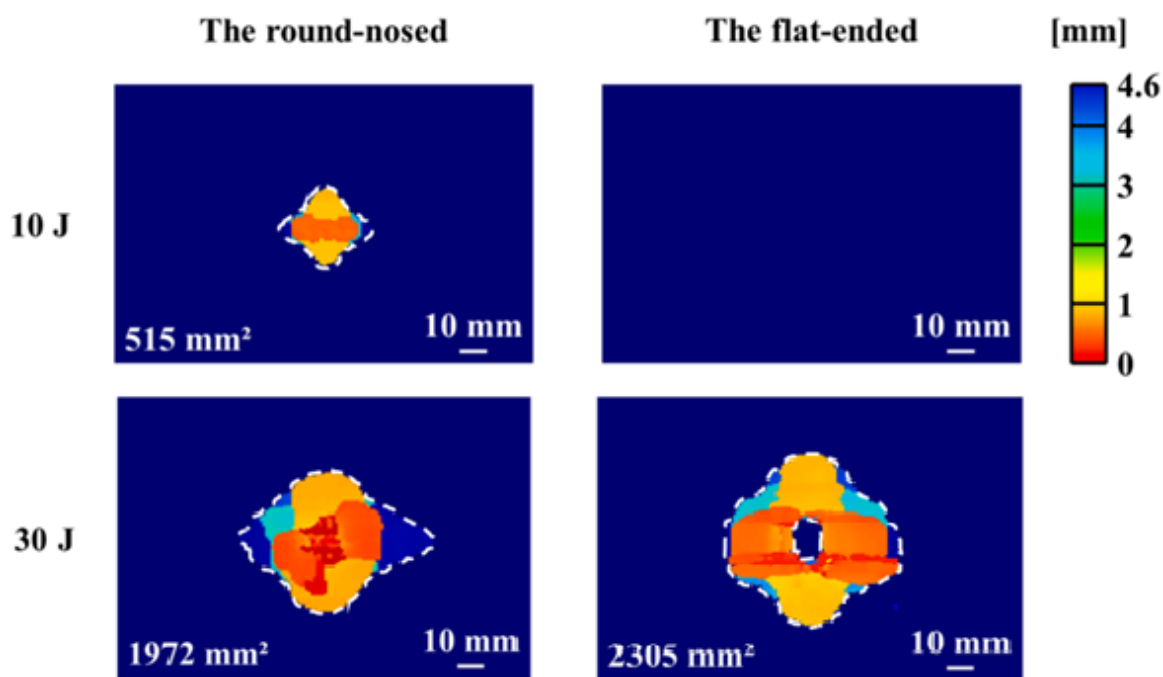 The round-nosed The flat-ended [mm]
4.6
4
3
10 J
2
1
515 mm² 10 mm 10 mm
0
30 J
1972 mm² 10 mm 2305 mm² 10 mm